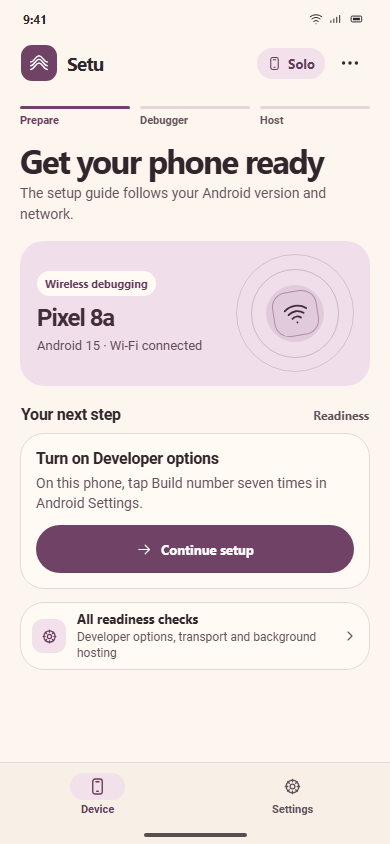 9:41
Setu
Solo
Prepare
Debugger
Host
Get your phone ready
The setup guide follows your Android version and
network.
Wireless debugging
Pixel 8a
Android 15 · Wi-Fi connected
Your next step
Readiness
Turn on Developer options
On this phone, tap Build number seven times in
Android Settings.
Continue setup
All readiness checks
Developer options, transport and background
hosting
Device
Settings